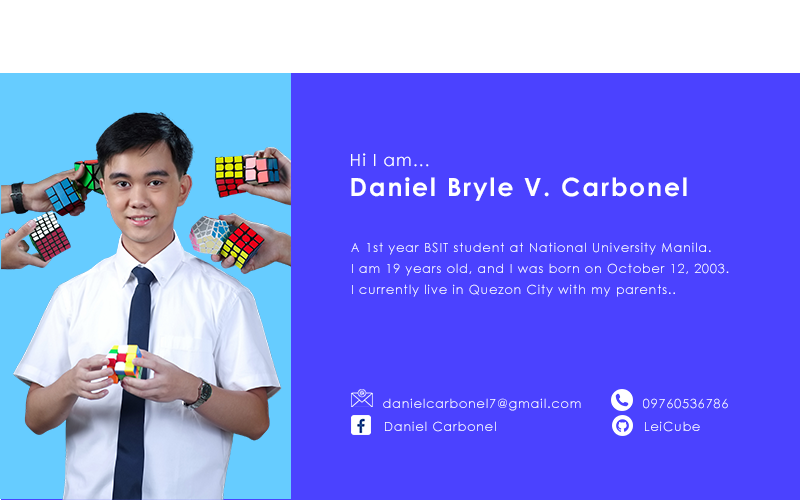 Hi I am...
Daniel Bryle V. Carbonel
A 1st year BSIT student at National University Manila.
I am 19 years old, and I was born on October 12, 2003.
I currently live in Quezon City with my parents..
danielcarbonel7@gmail.com
09760536786
Daniel Carbonel
LeiCube